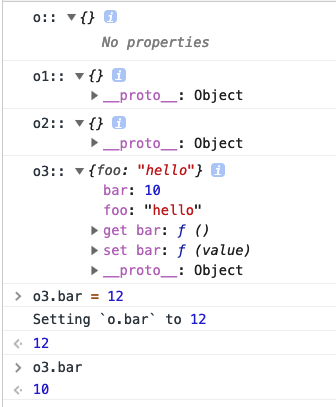 o:: ▼{} i
No properties
o1:: ▼{} i
▶__proto__: Object
o2:: ▼{} i
▶__proto__: Object
o3:: ▼{foo: "hello"} i
bar: 10
foo: "hello"
▶get bar: ƒ ()
▶set bar: ƒ (value)
▶__proto__: Object
> o3.bar = 12
Setting `o.bar` to 12
<· 12
> o3.bar
<· 10